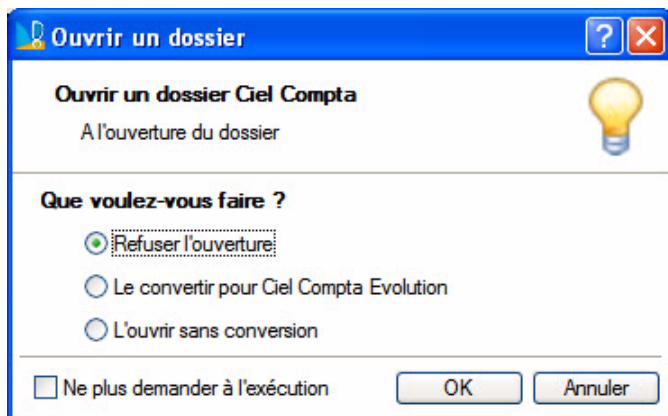 Ouvrir un dossier
Ouvrir un dossier Ciel Compta
A l'ouverture du dossier
Que voulez-vous faire ?
Refuser l'ouverture
Le convertir pour Ciel Compta Evolution
L'ouvrir sans conversion
Ne plus demander à l'exécution OK Annuler